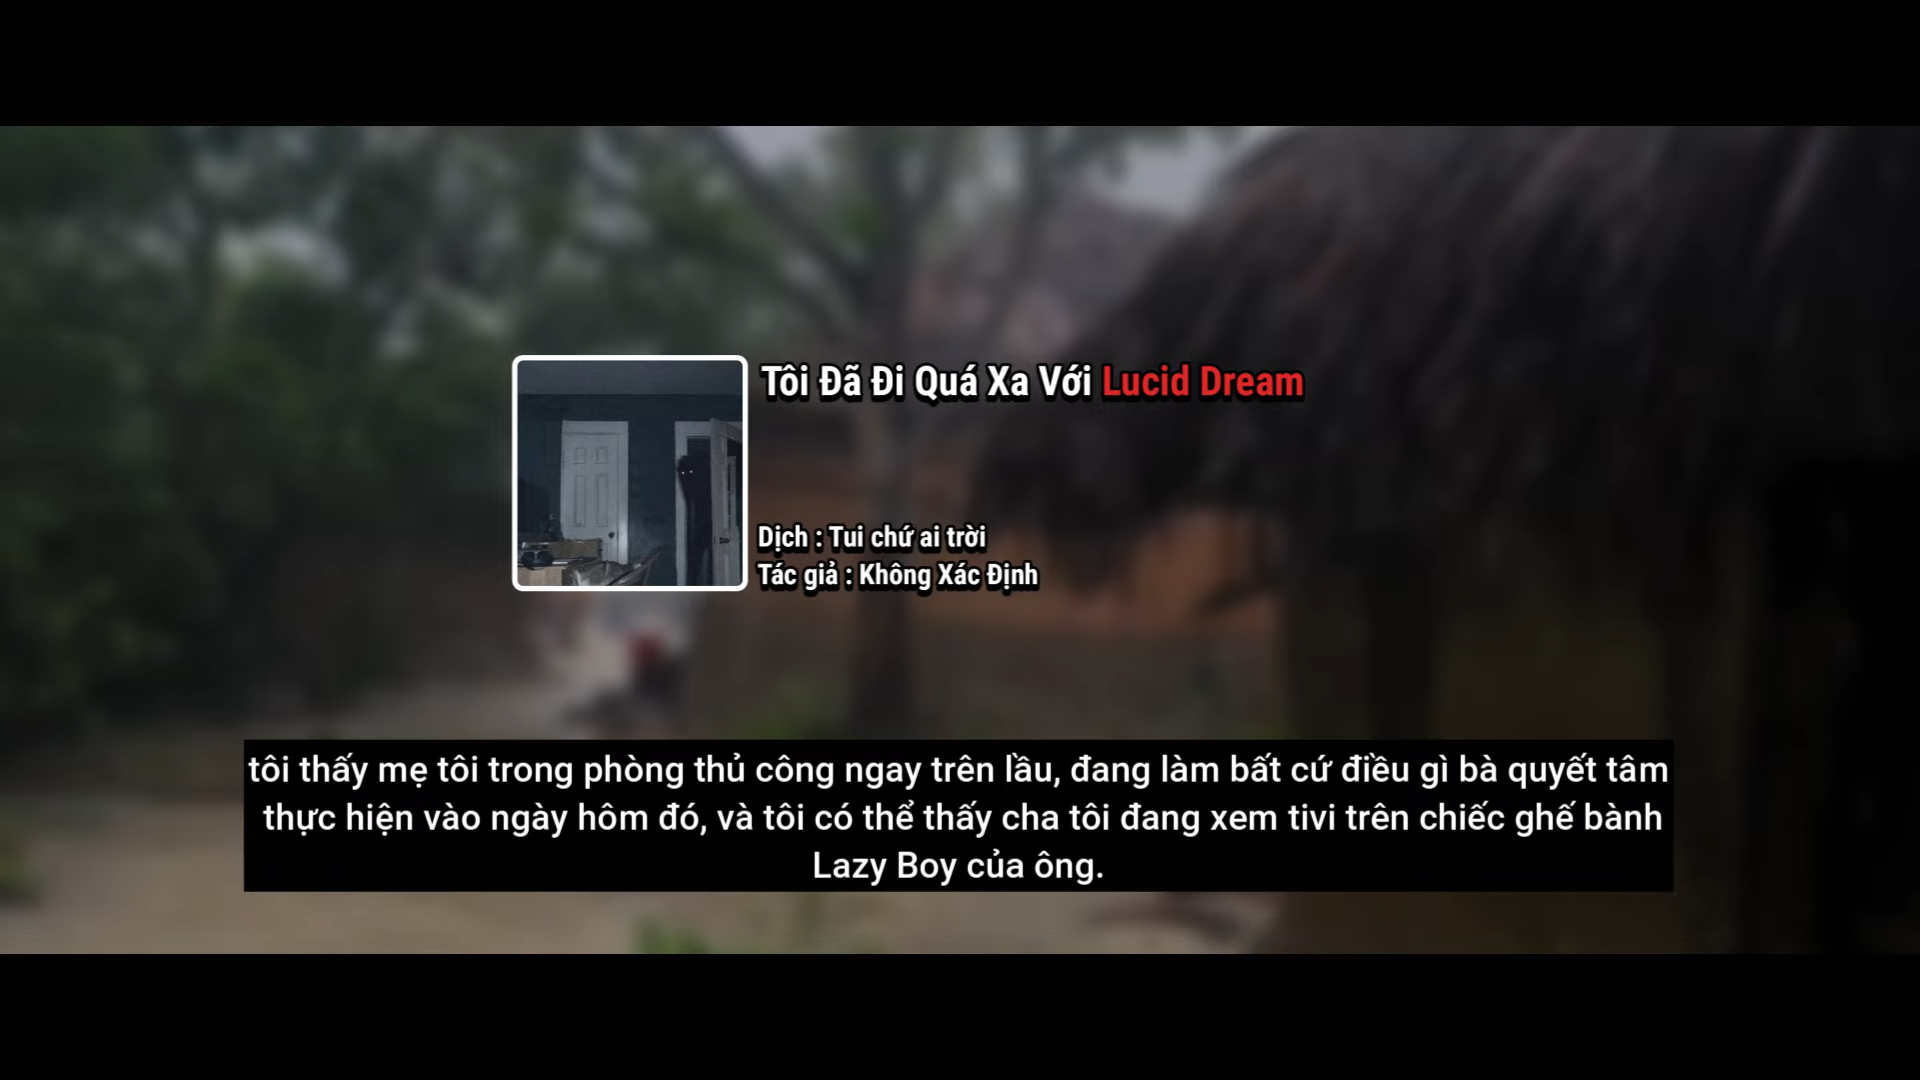 Tôi Đã Đi Quá Xa Với Lucid Dream
Dịch : Tui chứ ai trời
Tác giả : Không Xác Định
tôi thấy mẹ tôi trong phòng thủ công ngay trên lầu, đang làm bất cứ điều gì bà quyết tâm
thực hiện vào ngày hôm đó, và tôi có thể thấy cha tôi đang xem tivi trên chiếc ghế bành
Lazy Boy của ông.